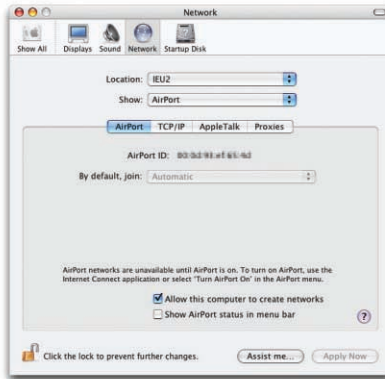 Network
Show All Displays Sound Network Startup Disk
Location: IEU2
Show: AirPort
AirPort TCP/IP AppleTalk Proxies
AirPort ID:
By default, join: Automatic
AirPort networks are unavailable until AirPort is on. To turn on AirPort, use the
Internet Connect application or select "Turn AirPort On" in the AirPort menu.
Allow this computer to create networks
Show AirPort status in menu bar
?
Click the lock to prevent further changes.
Assist me... Apply Now